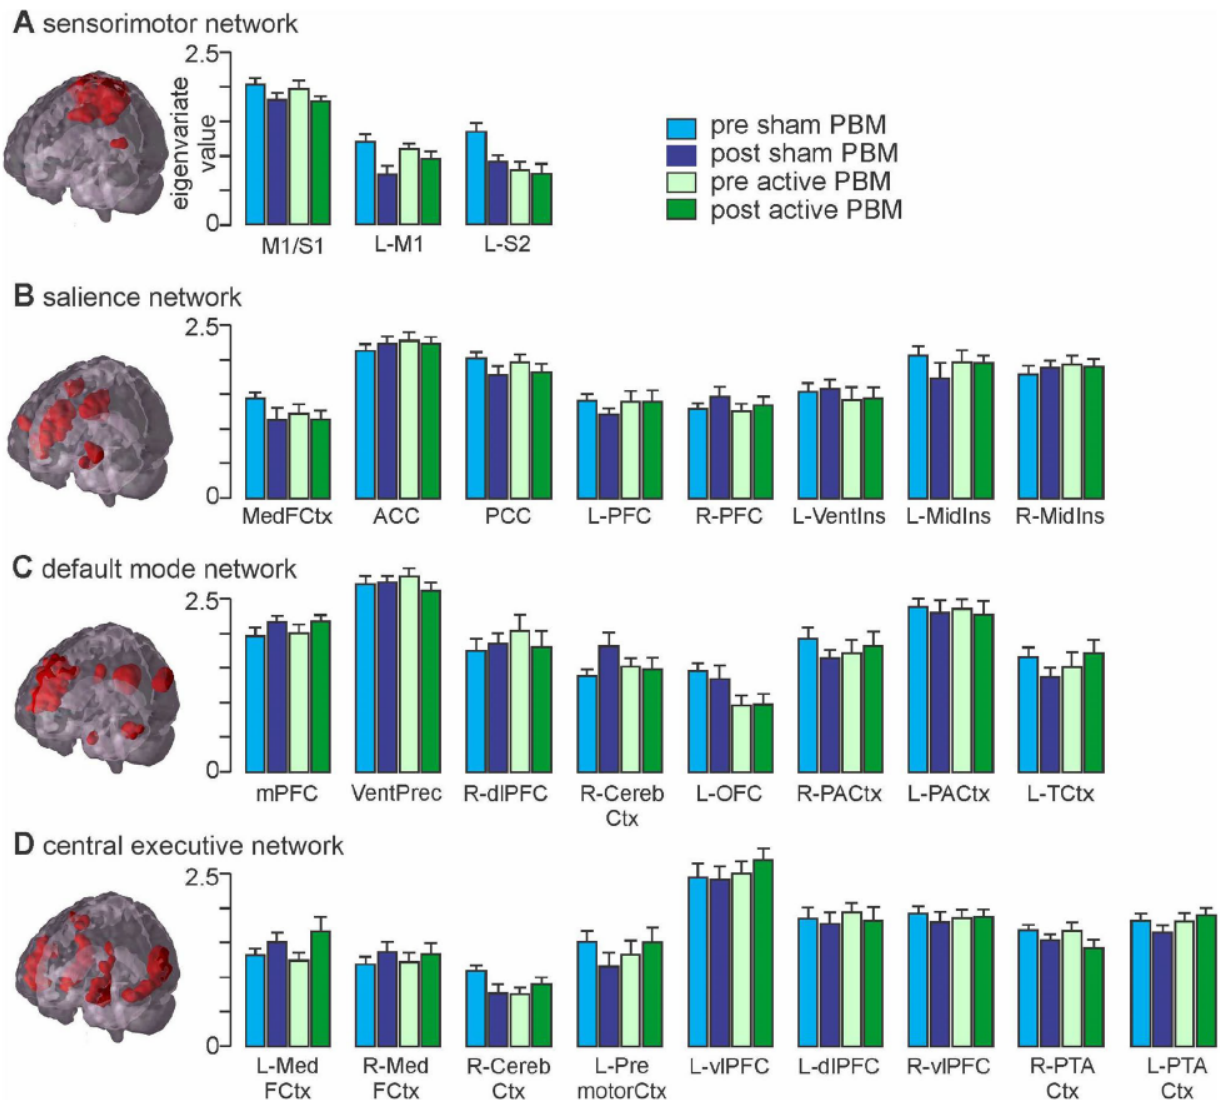 A sensorimotor network
2.5
eigenvariate
value
0
M1/S1 L-M1 L-S2
pre sham PBM
post sham PBM
pre active PBM
post active PBM
B salience network
2.5
0
MedFCtx ACC PCC L-PFC R-PFC L-VentIns L-MidIns R-MidIns
C default mode network
2.5
0
mPFC VentPrec R-dlPFC R-Cereb L-OFC R-PACtx L-PACtx L-TCtx
Ctx
D central executive network
2.5
0
L-Med R-Med R-Cereb L-Pre L-vlPFC L-dlPFC R-vlPFC R-PTA L-PTA
FCtx FCtx Ctx motorCtx Ctx Ctx